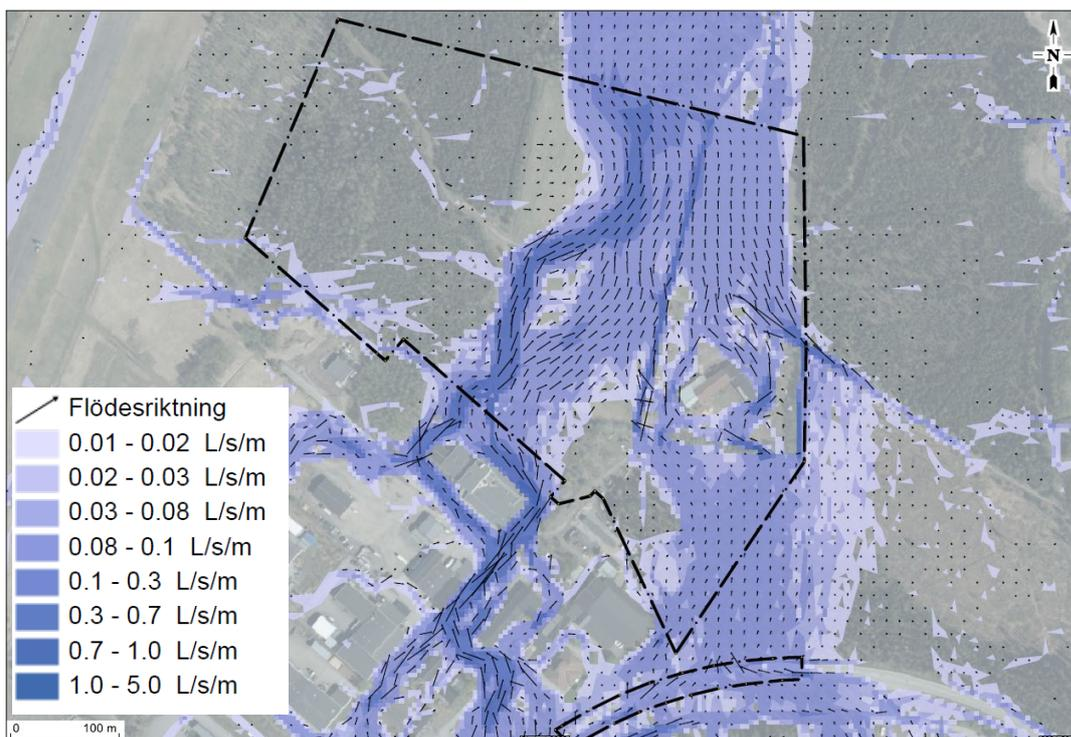 N
Flödesriktning
0.01 - 0.02 L/s/m
0.02 - 0.03 L/s/m
0.03 - 0.08 L/s/m
0.08 - 0.1 L/s/m
0.1 - 0.3 L/s/m
0.3 - 0.7 L/s/m
0.7 - 1.0 L/s/m
1.0 - 5.0 L/s/m
0 100 m